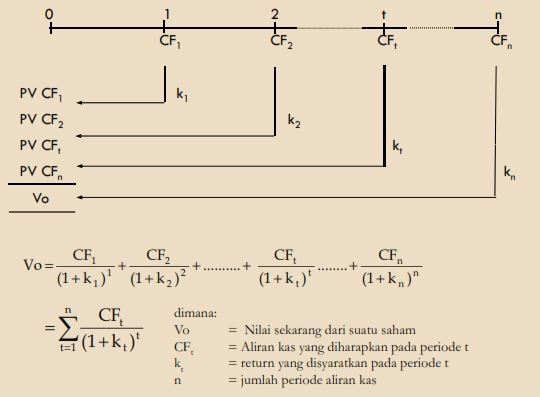 0 1 2 t n
CF₁ CF₂ CFₜ CFₙ
PV CF₁ k₁
PV CF₂ k₂
PV CFₜ kₜ
PV CFₙ kₙ
Vo
Vo = CF₁/(1+k₁)¹ + CF₂/(1+k₂)² + .......... + CFₜ/(1+kₜ)ᵗ ........ + CFₙ/(1+kₙ)ⁿ
= ∑ₜ₌₁ⁿ CFₜ/(1+kₜ)ᵗ
dimana:
Vo = Nilai sekarang dari suatu saham
CFₜ = Aliran kas yang diharapkan pada periode t
kₜ = return yang disyaratkan pada periode t
n = jumlah periode aliran kas